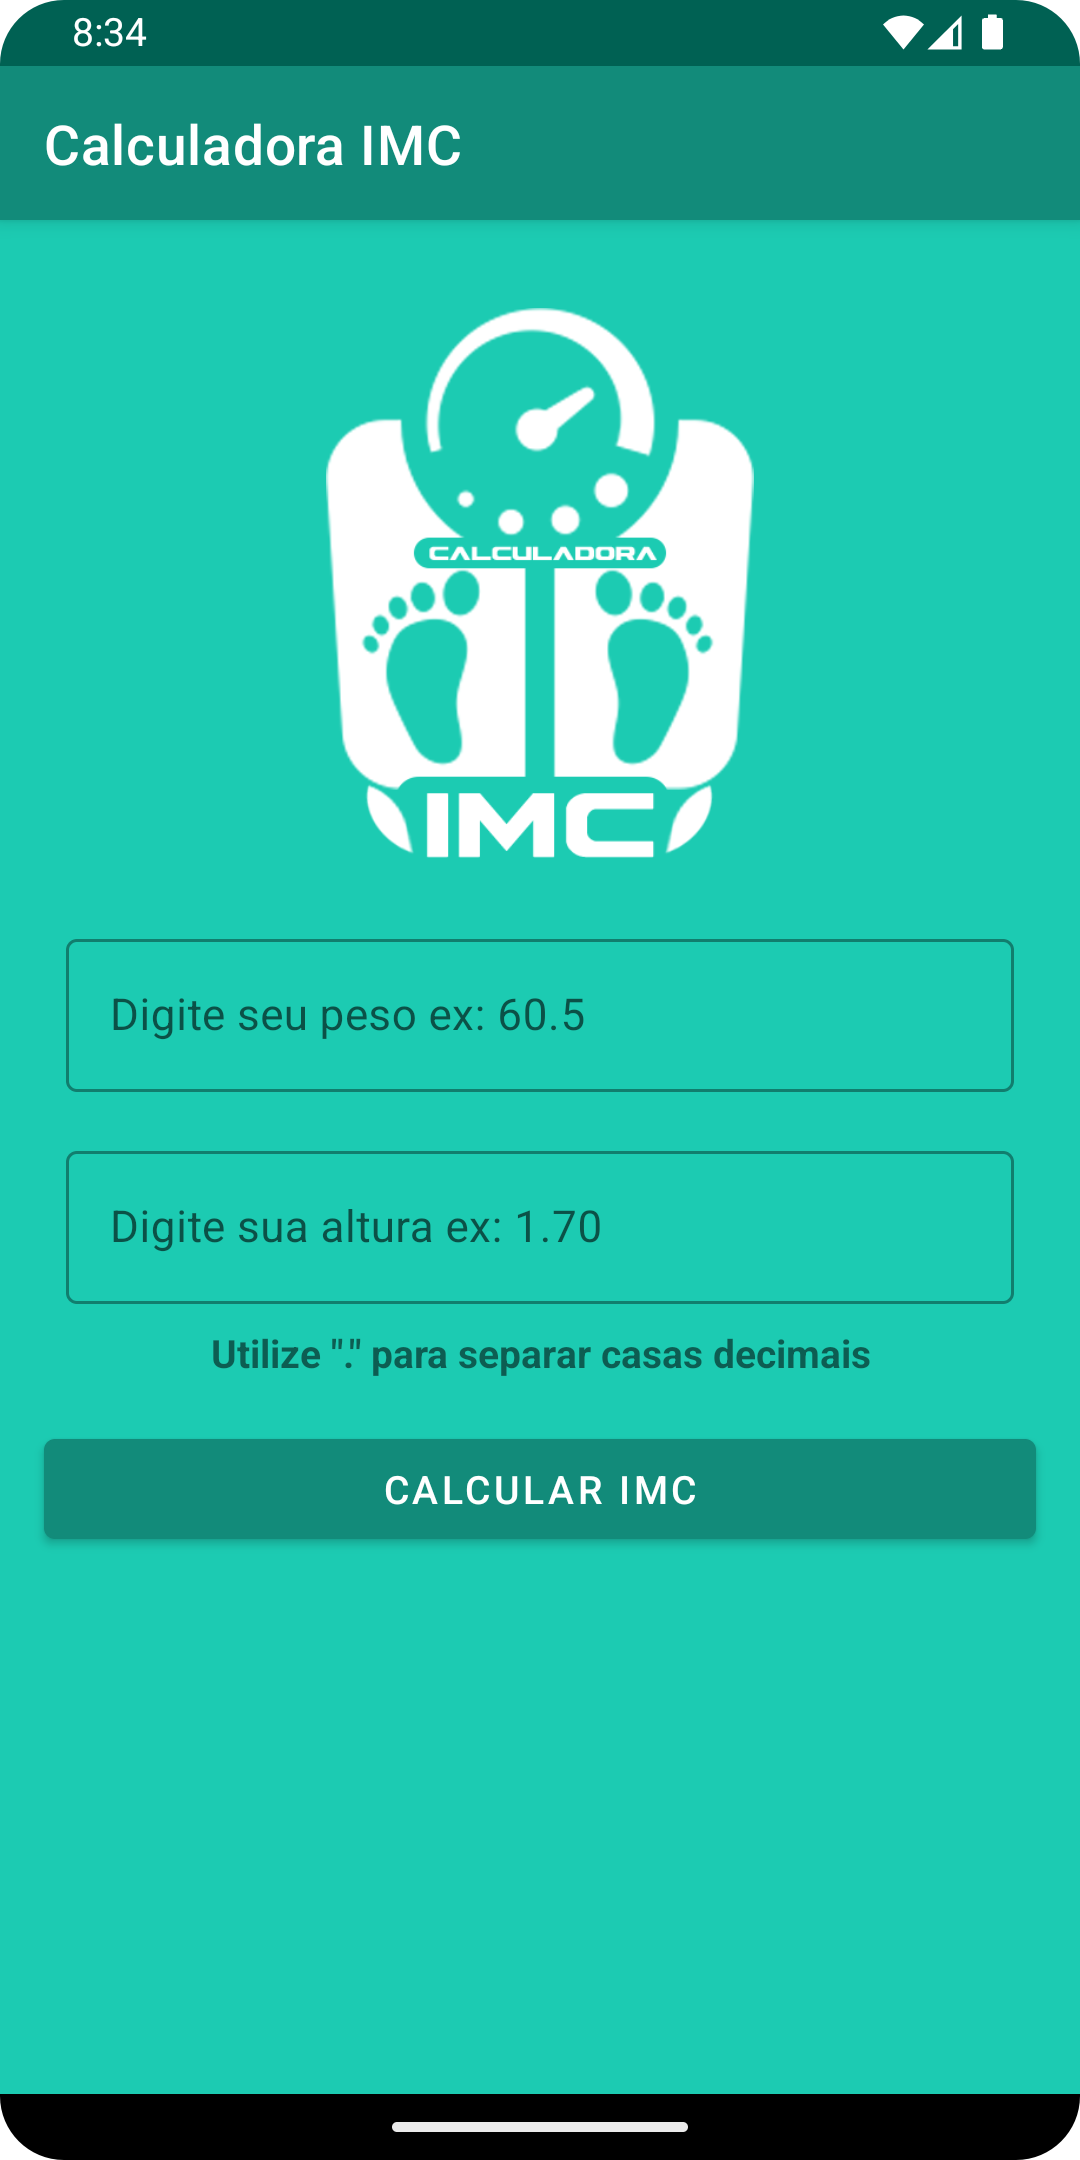 8:34
Calculadora IMC
CALCULADORA
IMC
Digite seu peso ex: 60.5
Digite sua altura ex: 1.70
Utilize "." para separar casas decimais
CALCULAR IMC